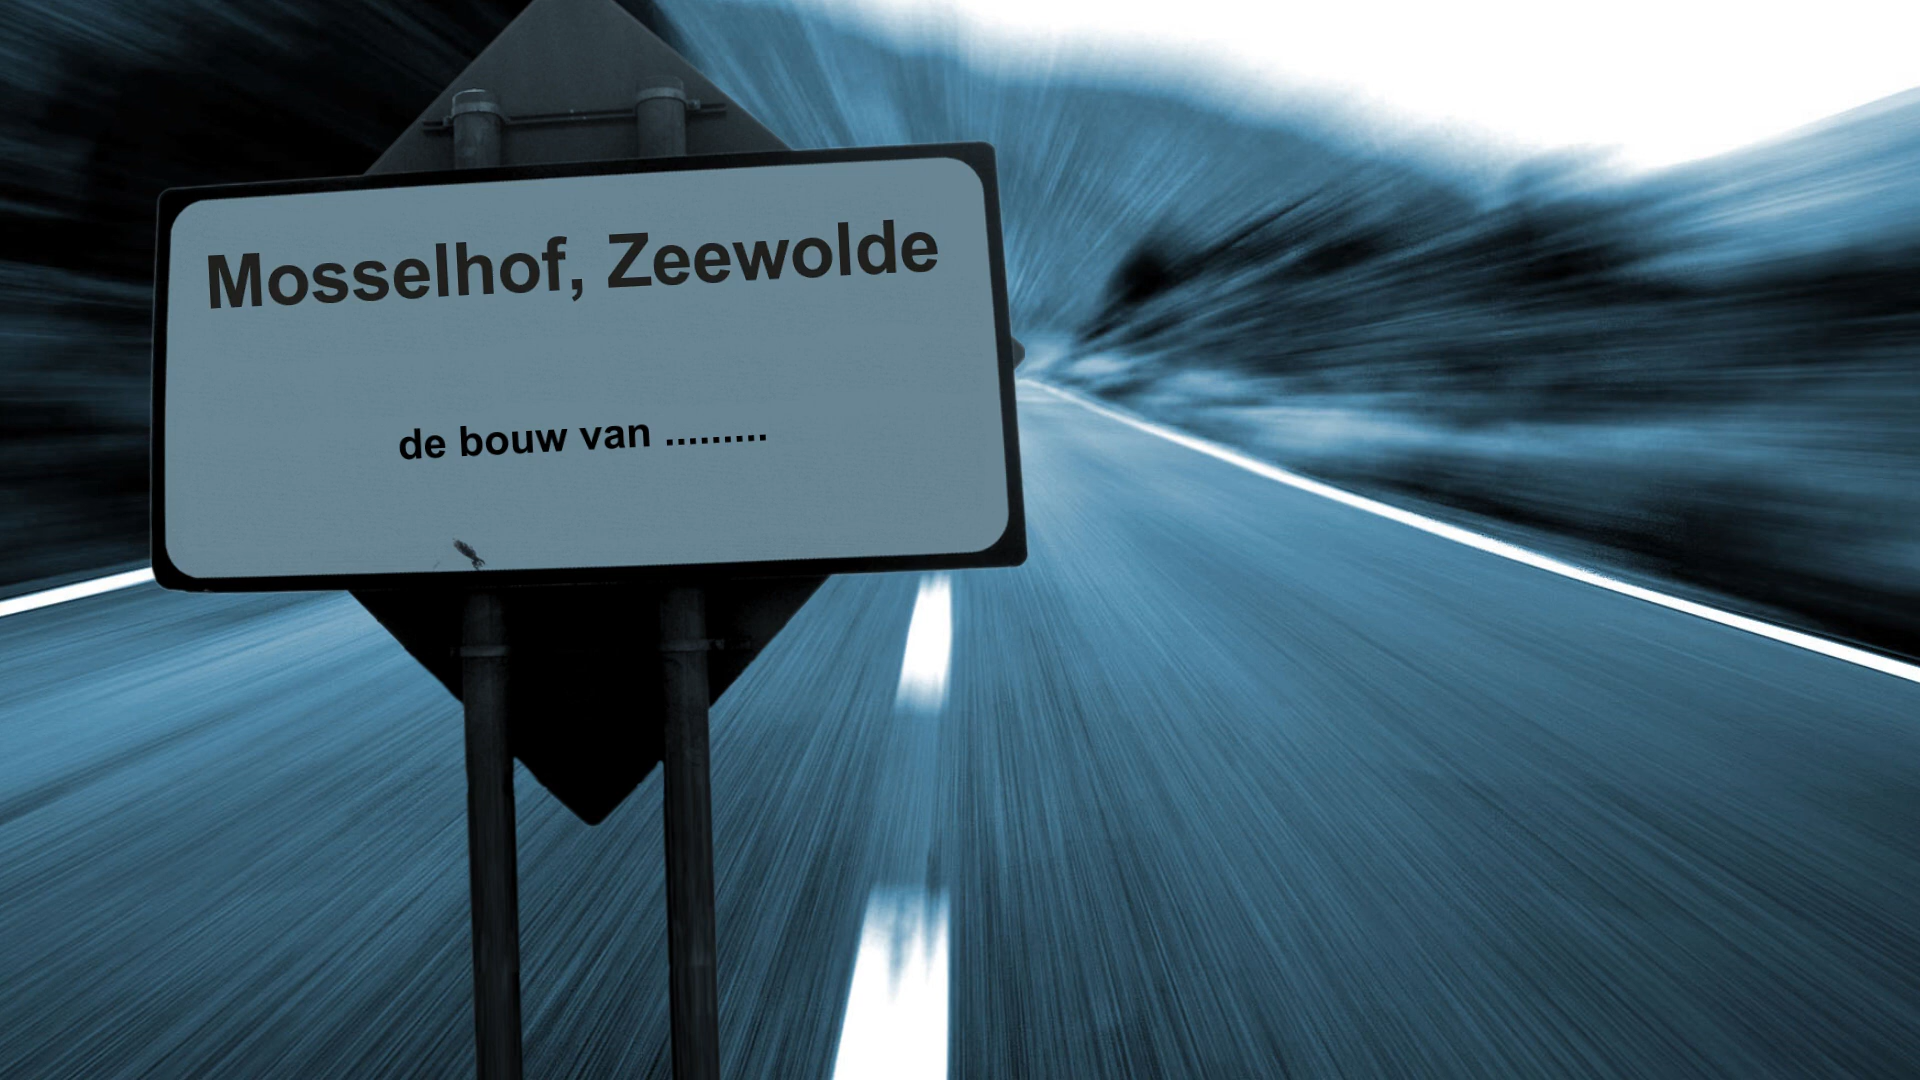 Mosselhof, Zeewolde
de bouw van .........